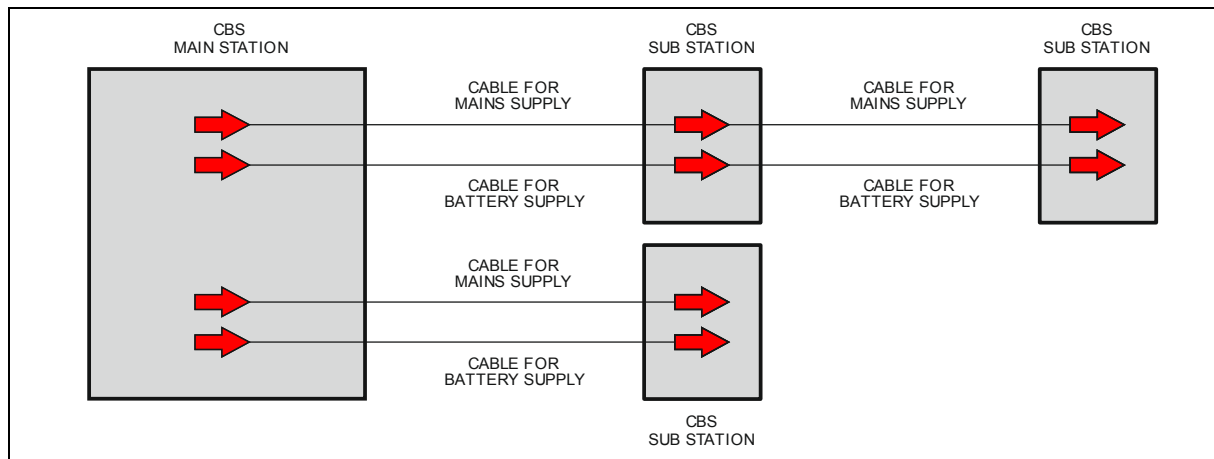 CBS
MAIN STATION
CBS
SUB STATION
CBS
SUB STATION
CABLE FOR
MAINS SUPPLY
CABLE FOR
MAINS SUPPLY
CABLE FOR
BATTERY SUPPLY
CABLE FOR
BATTERY SUPPLY
CABLE FOR
MAINS SUPPLY
CABLE FOR
BATTERY SUPPLY
CBS
SUB STATION